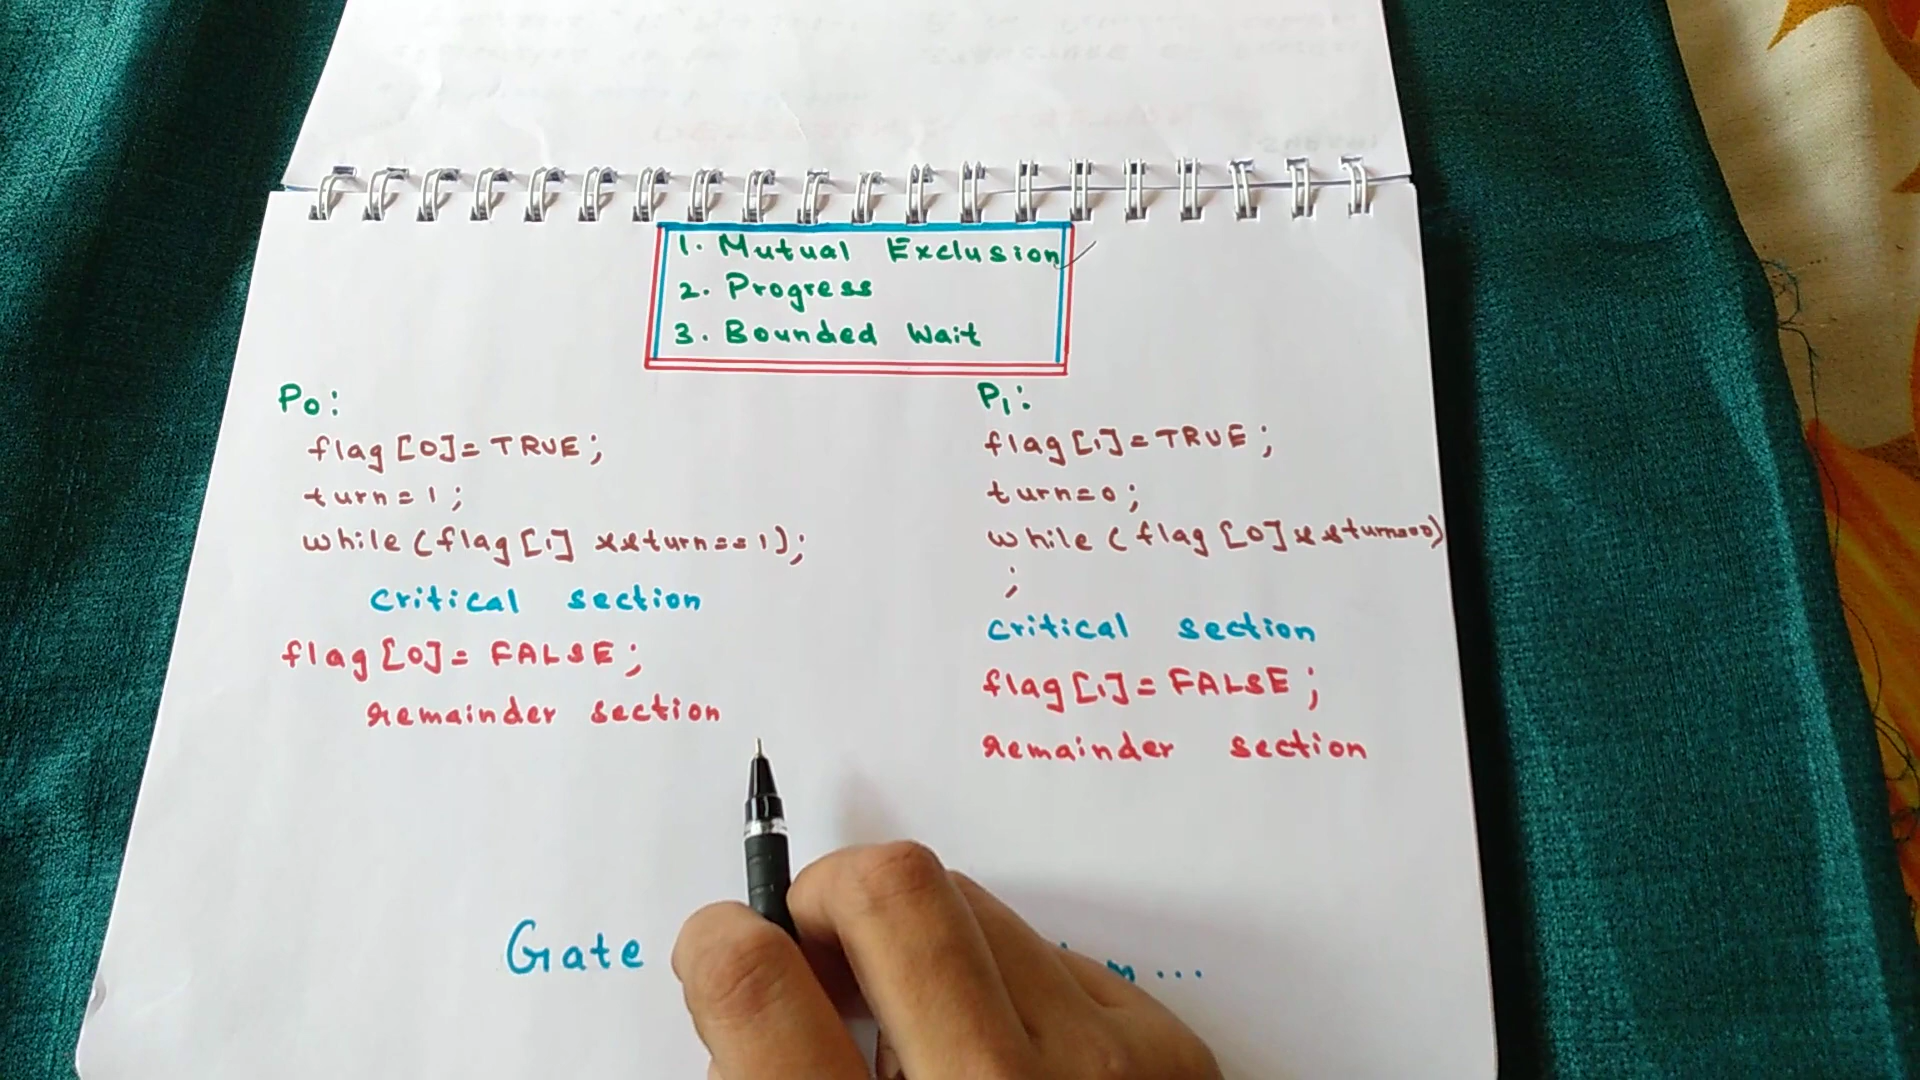 1. Mutual Exclusion
2. Progress
3. Bounded Wait
P0:
flag[0]=TRUE;
turn=1;
while(flag[1] &&turn==1);
critical section
flag[0]=FALSE;
remainder section
P1:
flag[1]=TRUE;
turn=0;
while(flag[0]&&turn==0)
;
critical section
flag[1]=FALSE;
remainder section
Gate